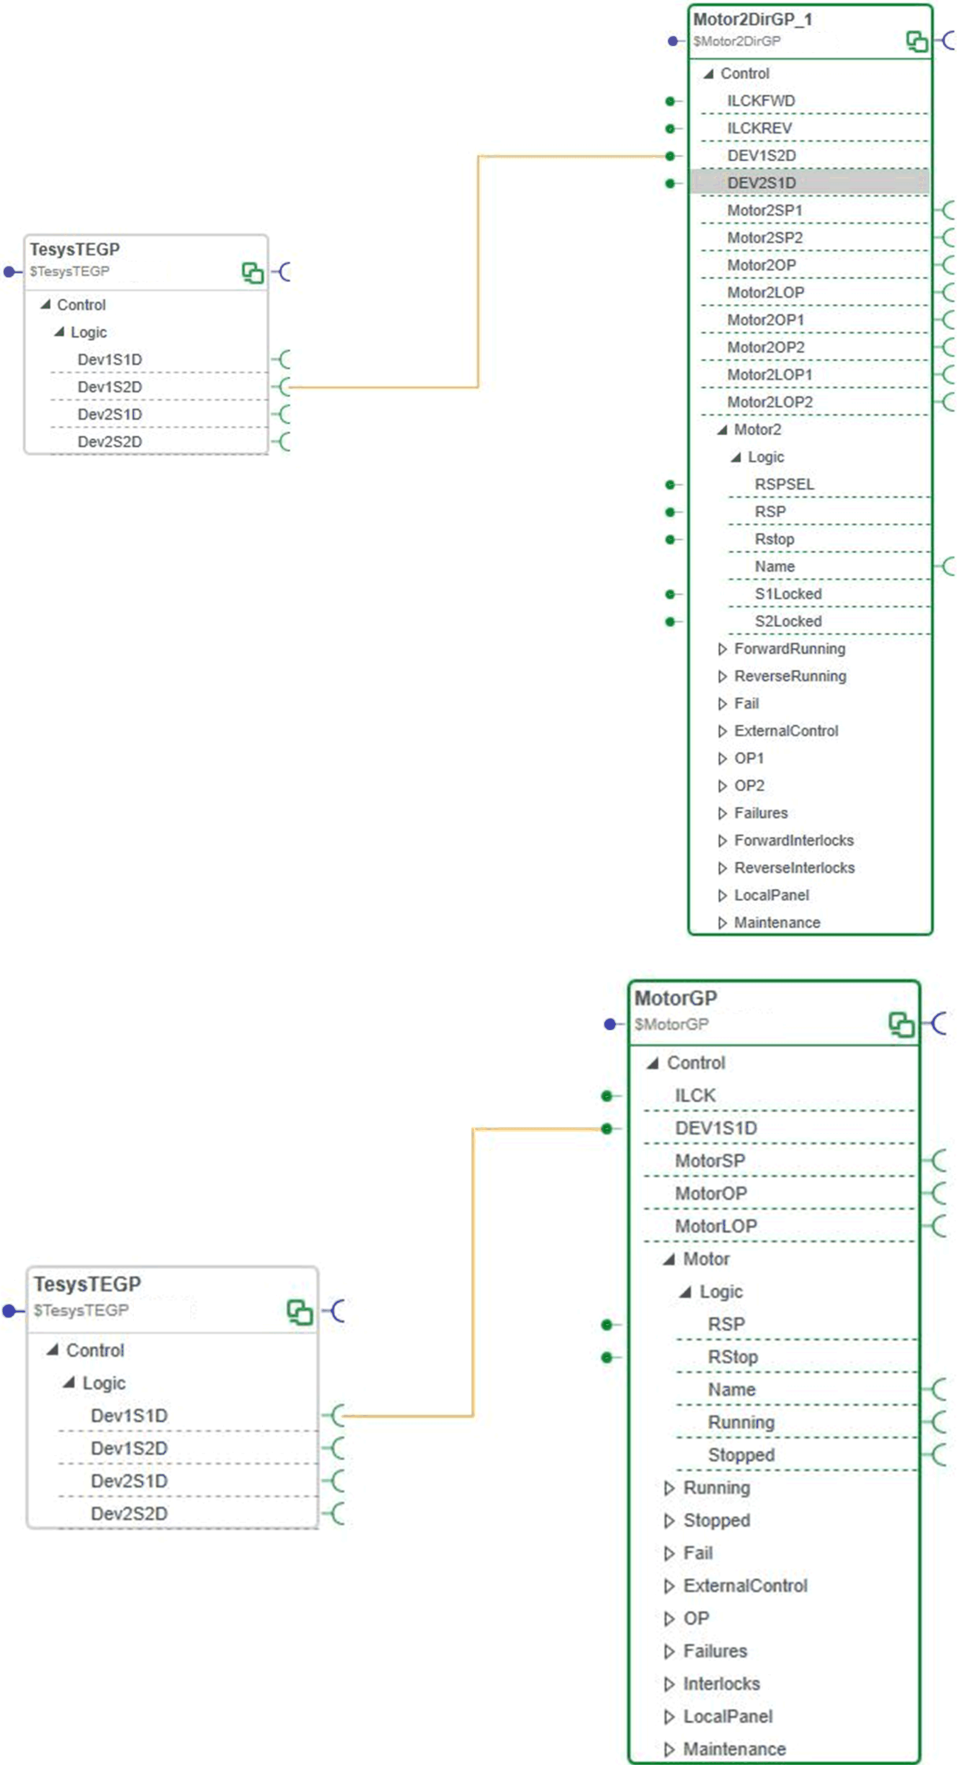 Motor2DirGP_1
$Motor2DirGP
Control
ILCKFWD
ILCKREV
DEV1S2D
DEV2S1D
Motor2SP1
Motor2SP2
Motor2OP
Motor2LOP
Motor2OP1
Motor2OP2
Motor2LOP1
Motor2LOP2
Motor2
Logic
RSPSEL
RSP
Rstop
Name
S1Locked
S2Locked
ForwardRunning
ReverseRunning
Fail
ExternalControl
OP1
OP2
Failures
ForwardInterlocks
ReverseInterlocks
LocalPanel
Maintenance
TesysTEGP
$TesysTEGP
Control
Logic
Dev1S1D
Dev1S2D
Dev2S1D
Dev2S2D
MotorGP
$MotorGP
Control
ILCK
DEV1S1D
MotorSP
MotorOP
MotorLOP
Motor
Logic
RSP
RStop
Name
Running
Stopped
Running
Stopped
Fail
ExternalControl
OP
Failures
Interlocks
LocalPanel
Maintenance
TesysTEGP
$TesysTEGP
Control
Logic
Dev1S1D
Dev1S2D
Dev2S1D
Dev2S2D